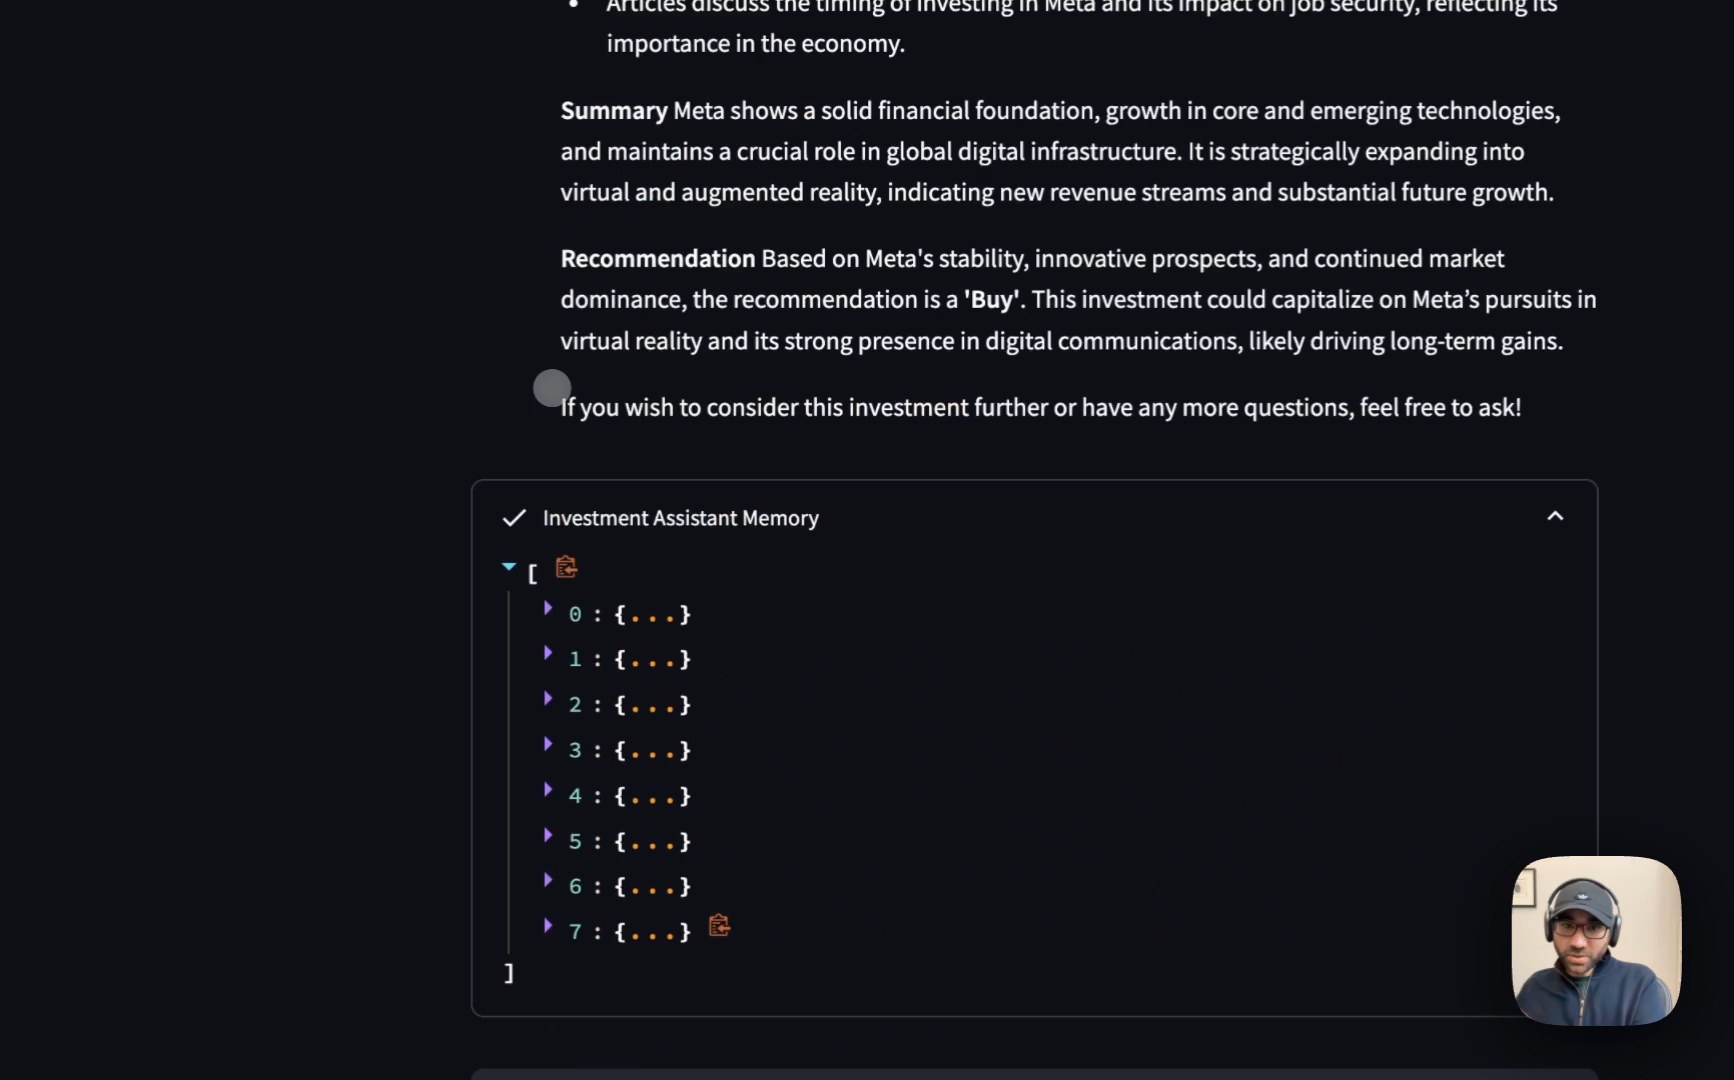 Articles discuss the timing of investing in Meta and its impact on job security, reflecting its
importance in the economy.
Summary Meta shows a solid financial foundation, growth in core and emerging technologies,
and maintains a crucial role in global digital infrastructure. It is strategically expanding into
virtual and augmented reality, indicating new revenue streams and substantial future growth.
Recommendation Based on Meta's stability, innovative prospects, and continued market
dominance, the recommendation is a 'Buy'. This investment could capitalize on Meta’s pursuits in
virtual reality and its strong presence in digital communications, likely driving long-term gains.
If you wish to consider this investment further or have any more questions, feel free to ask!
Investment Assistant Memory
[
0 : {...}
1 : {...}
2 : {...}
3 : {...}
4 : {...}
5 : {...}
6 : {...}
7 : {...}
]